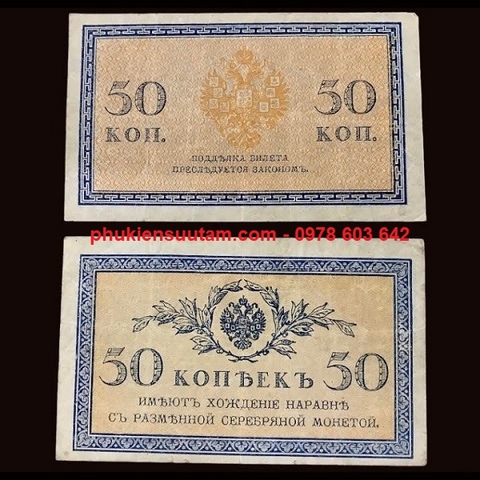 50 50
КОП. КОП.
ПОДДѢЛКА БИЛЕТА
ПРЕСЛѢДУЕТСЯ ЗАКОНОМЪ.
phukiensuutam.com - 0978 603 642
50 КОПѢЕКЪ 50
ИМѢЮТЪ ХОЖДЕНІЕ НАРАВНѢ
СЪ РАЗМѢННОЙ СЕРЕБРЯНОЙ МОНЕТОЙ.